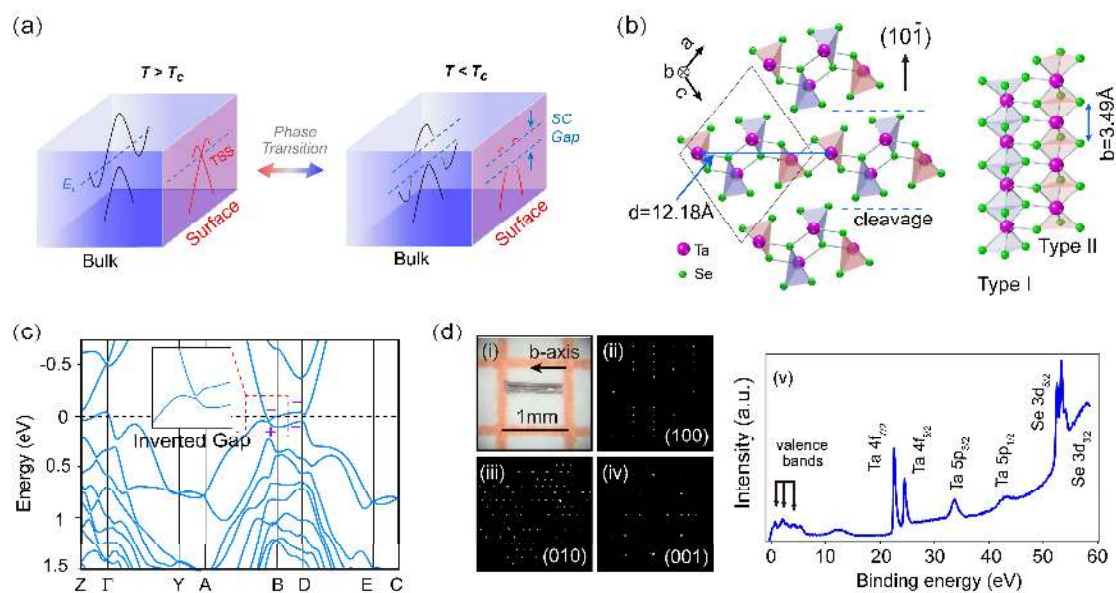 (a)
T > Tc
T < Tc
Ef
TSS
Surface
Bulk
Phase
Transition
SC
Gap
Surface
Bulk
(b)
a
b
c
(101̄)
d=12.18Å
cleavage
Ta
Se
b=3.49Å
Type II
Type I
(c)
Energy (eV)
-0.5
0
0.5
1
1.5
Inverted Gap
−
−
+
−
Z Γ Y A B D E C
(d)
(i)
b-axis
1mm
(ii)
(100)
(iii)
(010)
(iv)
(001)
(v)
Intensity (a.u.)
valence
bands
Ta 4f7/2
Ta 4f5/2
Ta 5p3/2
Ta 5p1/2
Se 3d5/2
Se 3d3/2
0 10 20 30 40 50 60
Binding energy (eV)